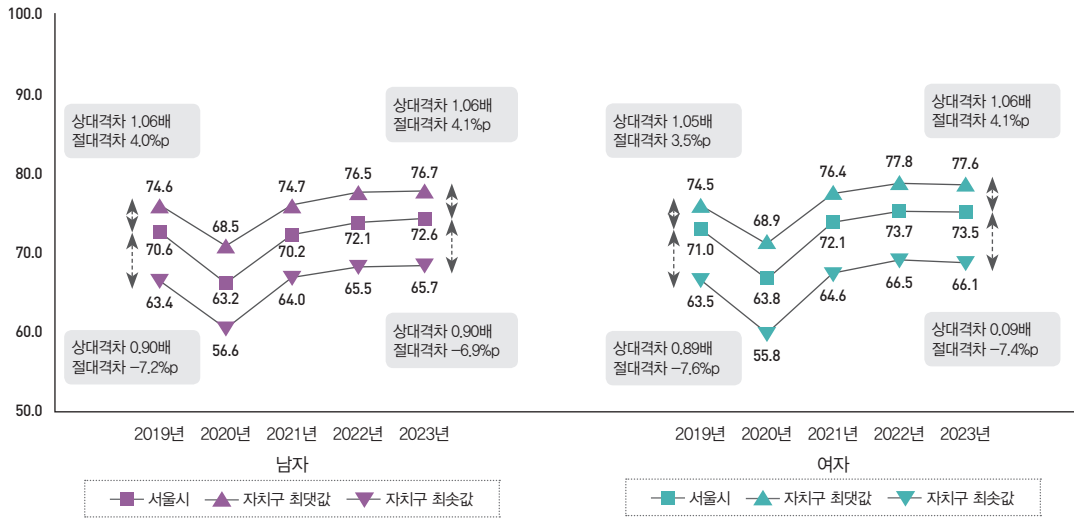 100.0
90.0
80.0
70.0
60.0
50.0
상대격차 1.06배
절대격차 4.0%p
상대격차 1.06배
절대격차 4.1%p
74.6
68.5
74.7
76.5
76.7
70.6
63.2
70.2
72.1
72.6
63.4
56.6
64.0
65.5
65.7
상대격차 0.90배
절대격차 -7.2%p
상대격차 0.90배
절대격차 -6.9%p
2019년 2020년 2021년 2022년 2023년
남자
서울시 자치구 최댓값 자치구 최솟값
상대격차 1.05배
절대격차 3.5%p
상대격차 1.06배
절대격차 4.1%p
74.5
68.9
76.4
77.8
77.6
71.0
63.8
72.1
73.7
73.5
63.5
55.8
64.6
66.5
66.1
상대격차 0.89배
절대격차 -7.6%p
상대격차 0.09배
절대격차 -7.4%p
2019년 2020년 2021년 2022년 2023년
여자
서울시 자치구 최댓값 자치구 최솟값